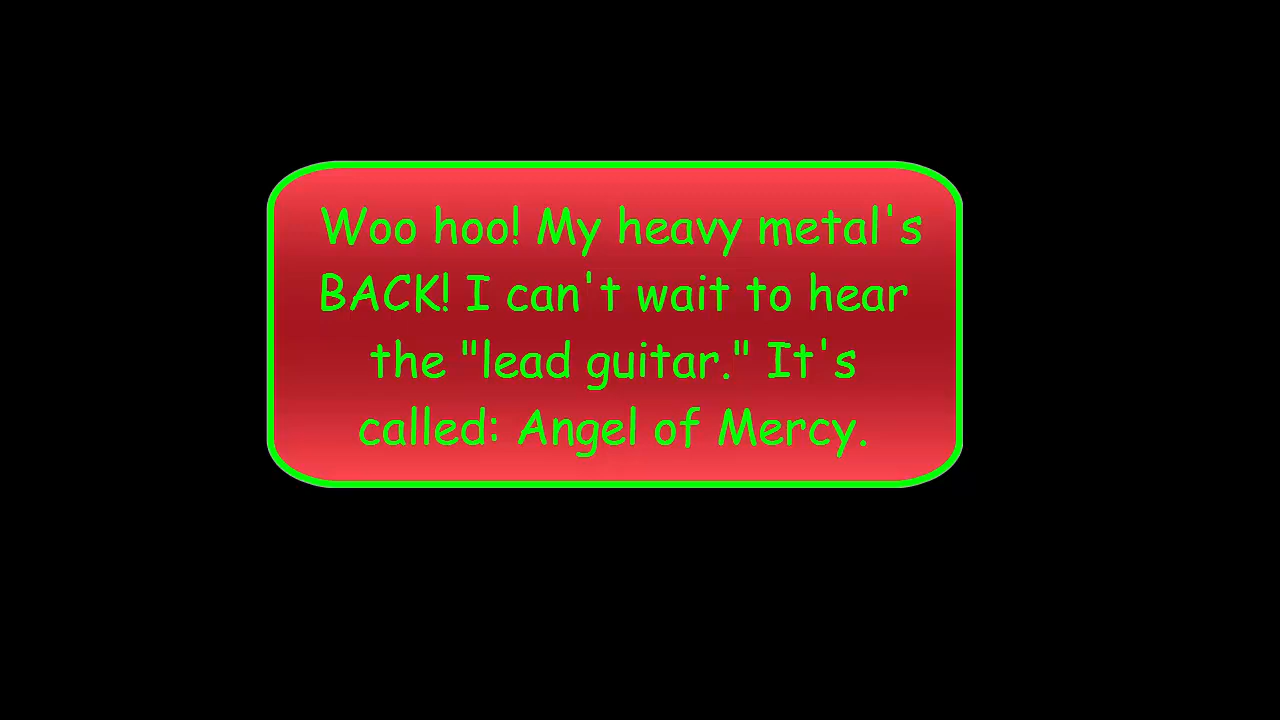 Woo hoo! My heavy metal's
BACK! I can't wait to hear
the "lead guitar." It's
called: Angel of Mercy.